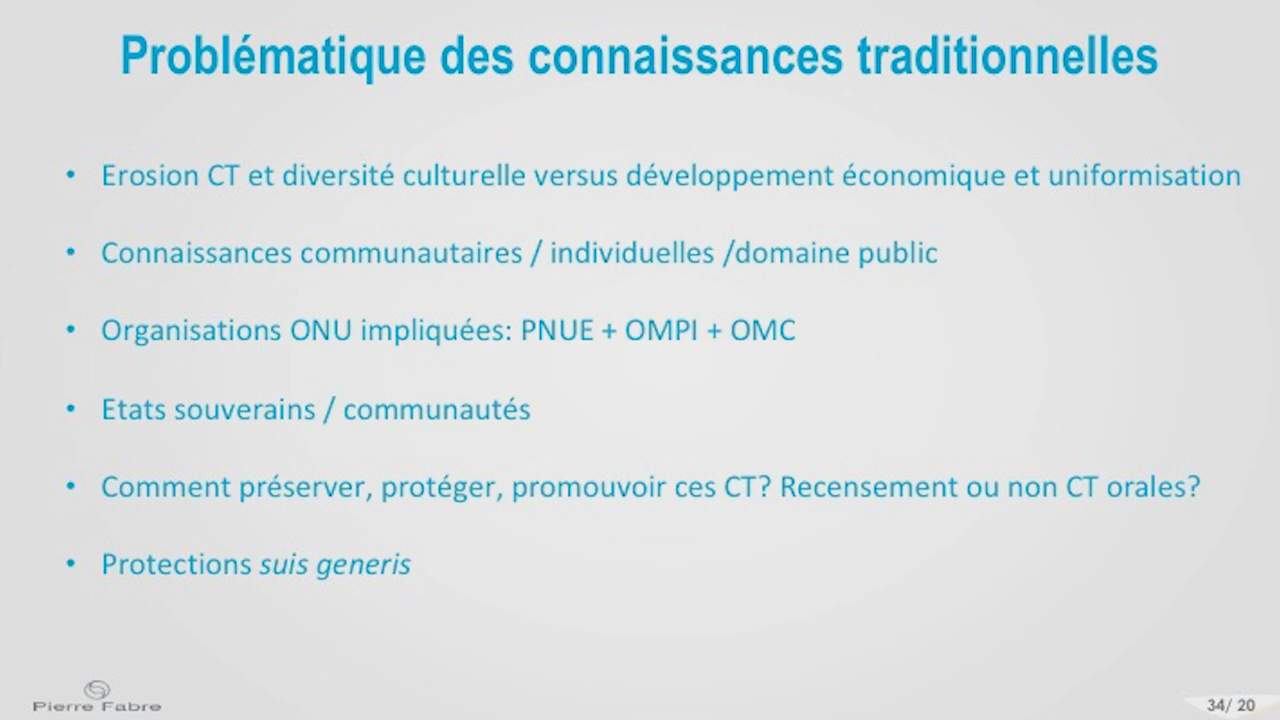 Problématique des connaissances traditionnelles
• Erosion CT et diversité culturelle versus développement économique et uniformisation
• Connaissances communautaires / individuelles /domaine public
• Organisations ONU impliquées: PNUE + OMPI + OMC
• Etats souverains / communautés
• Comment préserver, protéger, promouvoir ces CT? Recensement ou non CT orales?
• Protections suis generis
Pierre Fabre
34/ 20